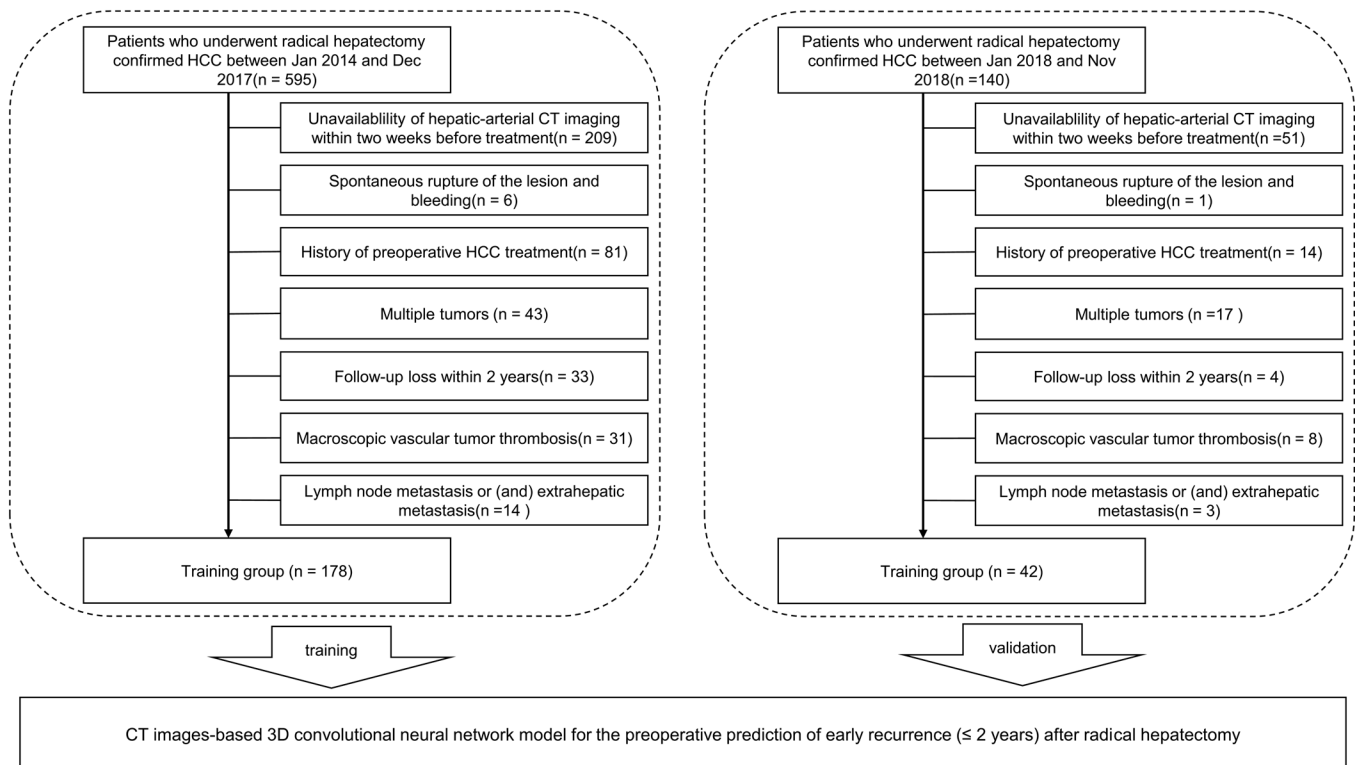 Patients who underwent radical hepatectomy
confirmed HCC between Jan 2014 and Dec
2017(n = 595)
Unavailablility of hepatic-arterial CT imaging
within two weeks before treatment(n = 209)
Spontaneous rupture of the lesion and
bleeding(n = 6)
History of preoperative HCC treatment(n = 81)
Multiple tumors (n = 43)
Follow-up loss within 2 years(n = 33)
Macroscopic vascular tumor thrombosis(n = 31)
Lymph node metastasis or (and) extrahepatic
metastasis(n =14 )
Training group (n = 178)
training
Patients who underwent radical hepatectomy
confirmed HCC between Jan 2018 and Nov
2018(n =140)
Unavailablility of hepatic-arterial CT imaging
within two weeks before treatment(n =51)
Spontaneous rupture of the lesion and
bleeding(n = 1)
History of preoperative HCC treatment(n = 14)
Multiple tumors (n =17 )
Follow-up loss within 2 years(n = 4)
Macroscopic vascular tumor thrombosis(n = 8)
Lymph node metastasis or (and) extrahepatic
metastasis(n = 3)
Training group (n = 42)
validation
CT images-based 3D convolutional neural network model for the preoperative prediction of early recurrence (≤ 2 years) after radical hepatectomy